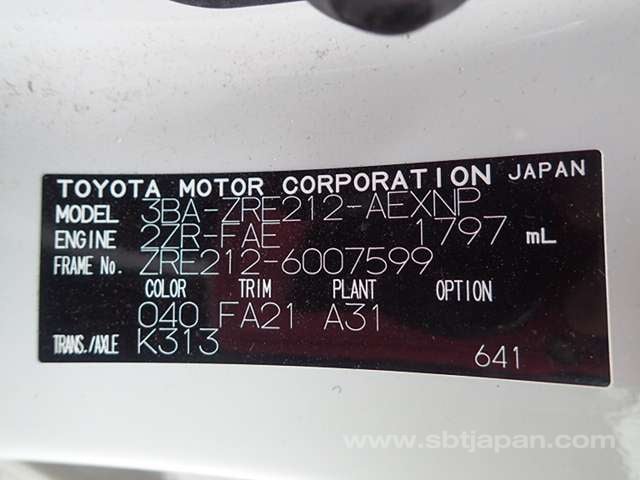 TOYOTA MOTOR CORPORATION JAPAN
MODEL 3BA-ZRE212-AEXNP
ENGINE 2ZR-FAE 1797 mL
FRAME No. ZRE212-6007599
COLOR TRIM PLANT OPTION
040 FA21 A31
TRANS./AXLE K313
641
www.sbtjapan.com